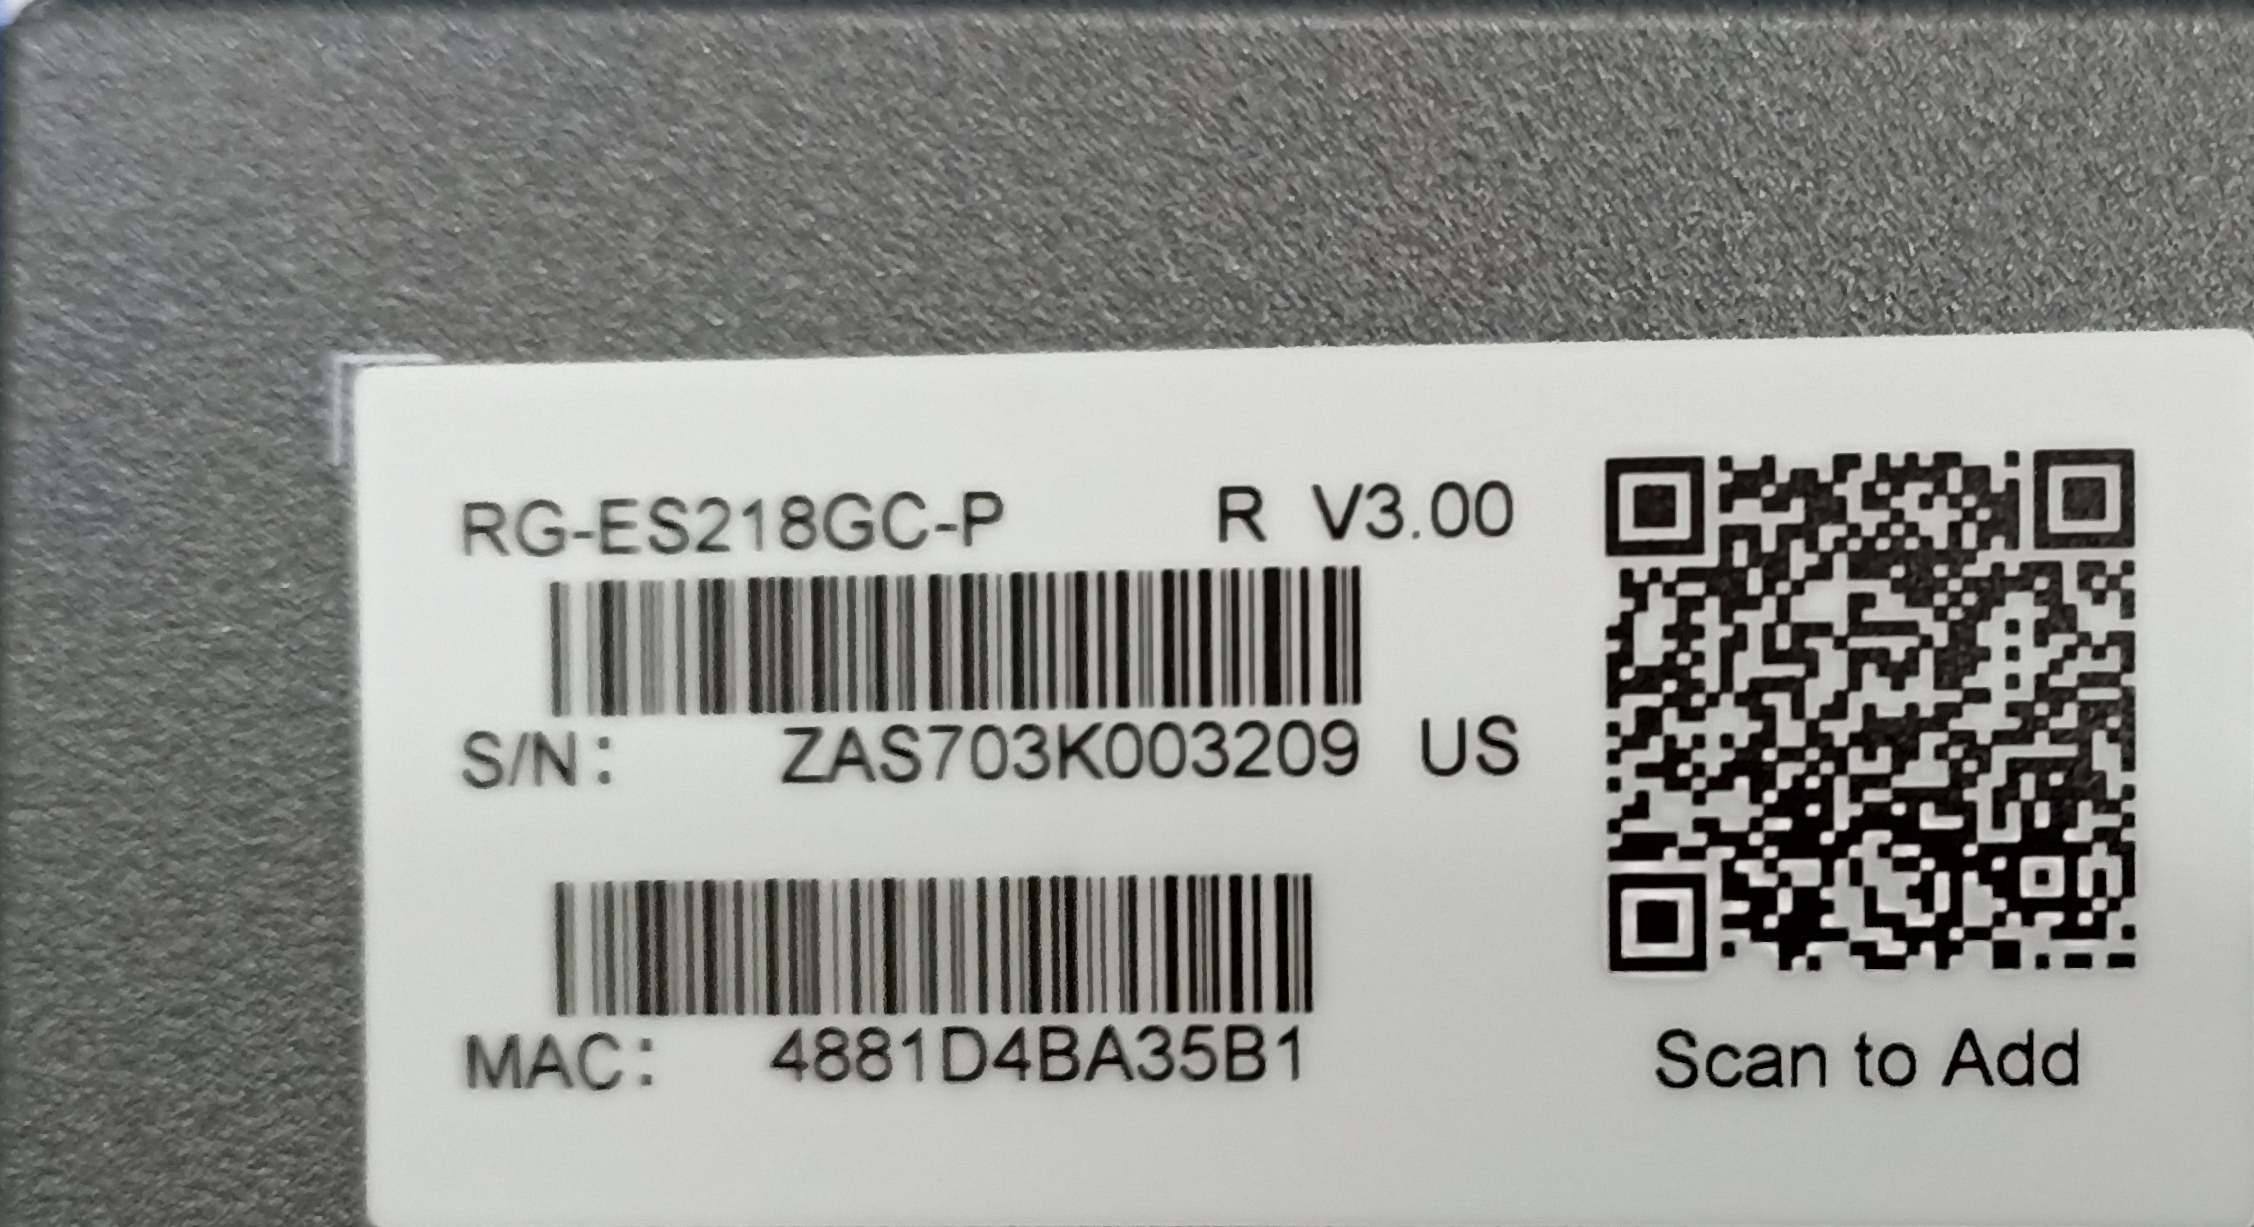 RG-ES218GC-P R V3.00
S/N: ZAS703K003209 US
MAC: 4881D4BA35B1
Scan to Add